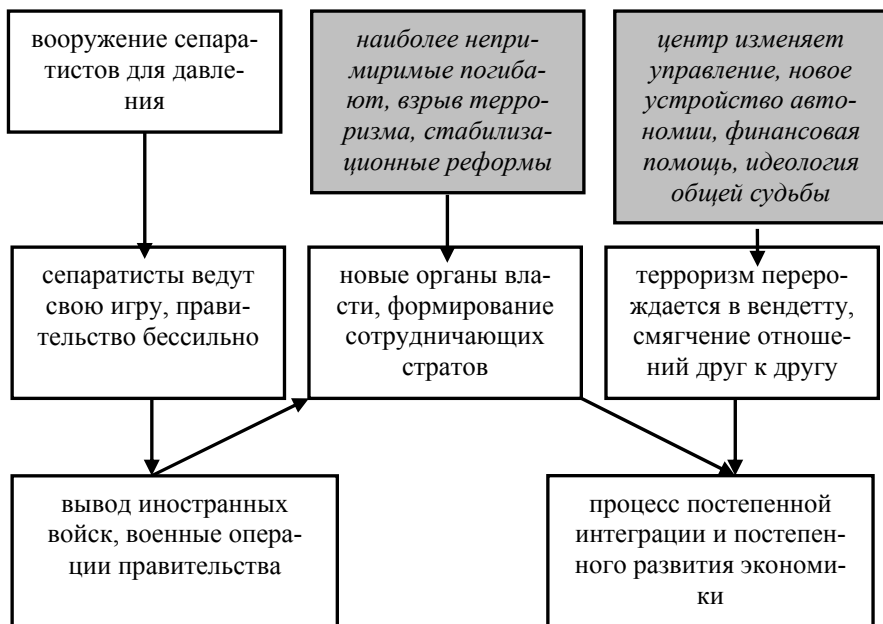 вооружение сепара-
тистов для давле-
ния
наиболее непри-
миримые погиба-
ют, взрыв терро-
ризма, стабилиза-
ционные реформы
центр изменяет
управление, новое
устройство авто-
номии, финансовая
помощь, идеология
общей судьбы
сепаратисты ведут
свою игру, прави-
тельство бессильно
новые органы вла-
сти, формирование
сотрудничающих
стратов
терроризм перero-
ждается в вендетту,
смягчение отноше-
ний друг к другу
вывод иностранных
войск, военные опера-
ции правительства
процесс постепенной
интеграции и постепен-
ного развития экономи-
ки